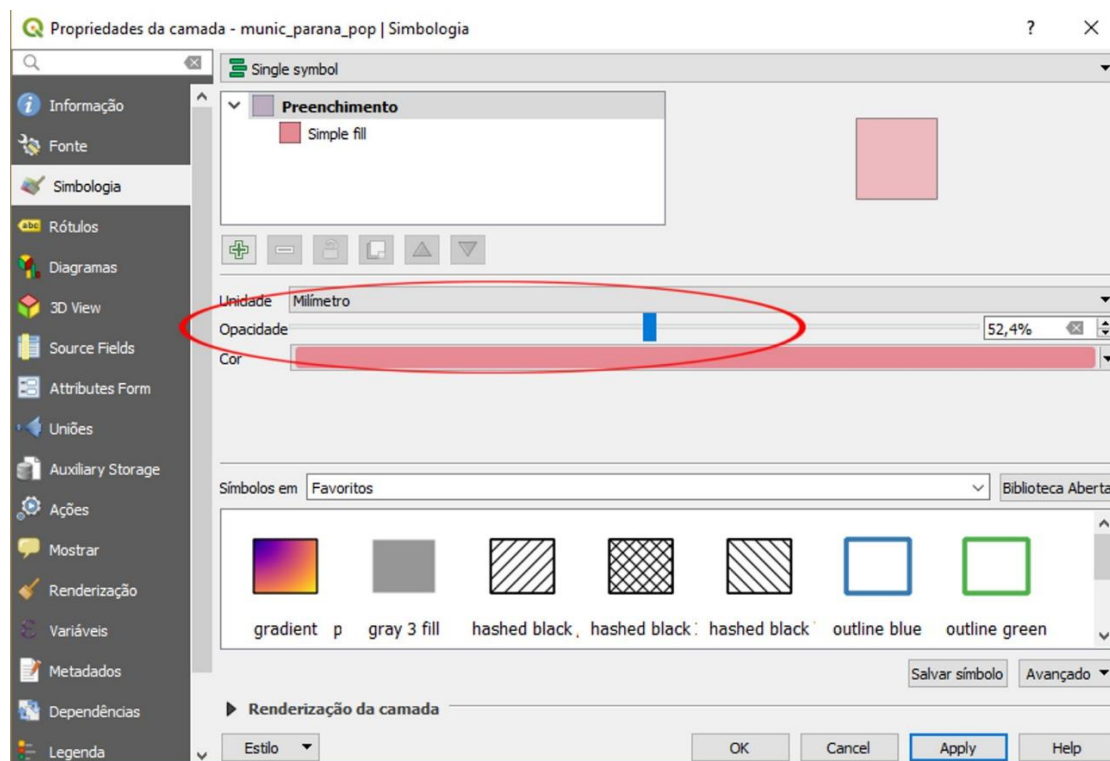 Propriedades da camada - munic_parana_pop | Simbologia
Single symbol
Informação
Fonte
Simbologia
Rótulos
Diagramas
3D View
Source Fields
Attributes Form
Uniões
Auxiliary Storage
Ações
Mostrar
Renderização
Variáveis
Metadados
Dependências
Legenda
Preenchimento
Simple fill
Unidade Milímetro
Opacidade 52,4%
Cor
Símbolos em Favoritos Biblioteca Aberta
gradient p gray 3 fill hashed black hashed black hashed black outline blue outline green
Salvar símbolo Avançado
Renderização da camada
Estilo OK Cancel Apply Help